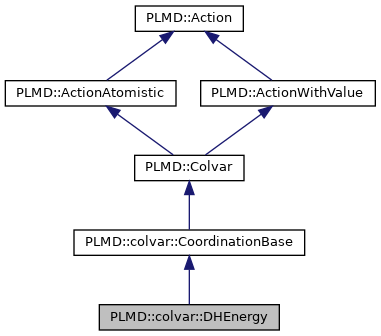 PLMD::Action
PLMD::ActionAtomistic
PLMD::ActionWithValue
PLMD::Colvar
PLMD::colvar::CoordinationBase
PLMD::colvar::DHEnergy